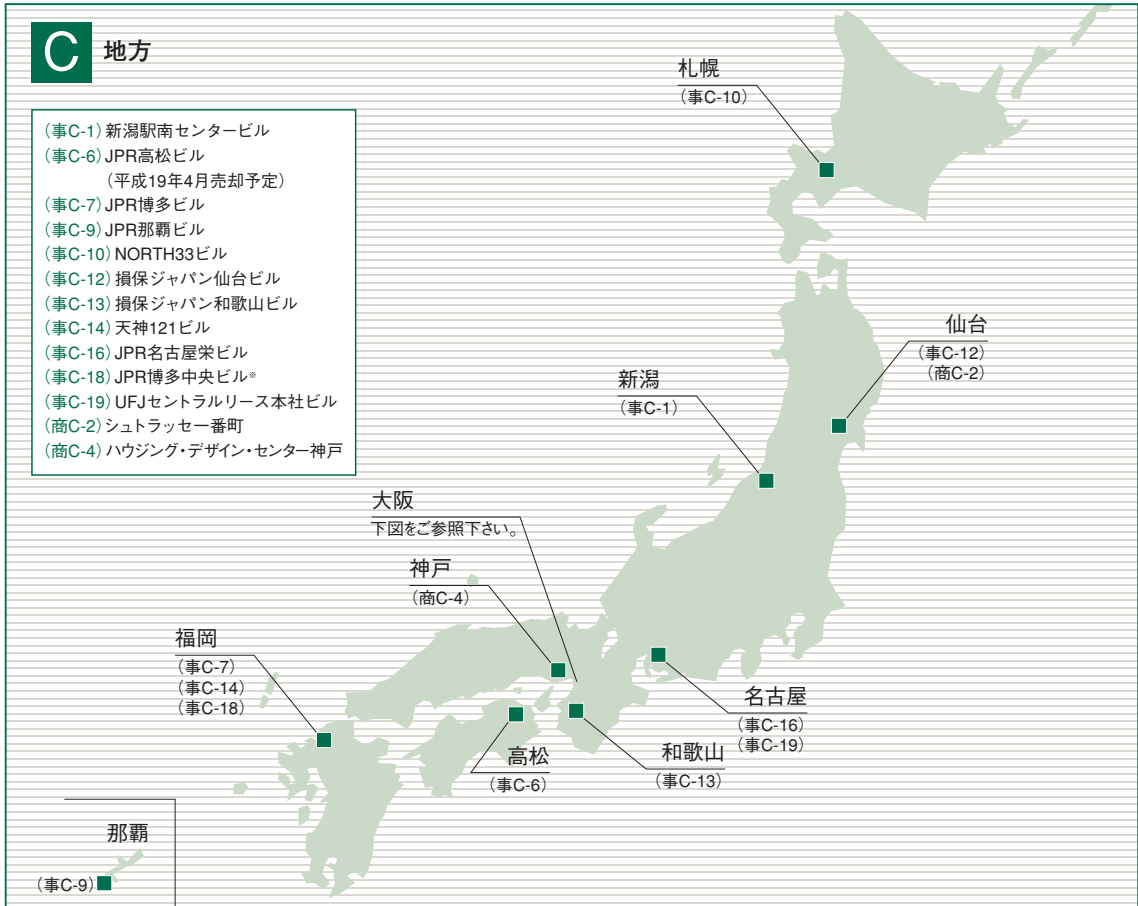 C 地方
(事C-1) 新潟駅南センタービル
(事C-6) JPR高松ビル
(平成19年4月売却予定)
(事C-7) JPR博多ビル
(事C-9) JPR那覇ビル
(事C-10) NORTH33ビル
(事C-12) 損保ジャパン仙台ビル
(事C-13) 損保ジャパン和歌山ビル
(事C-14) 天神121ビル
(事C-16) JPR名古屋栄ビル
(事C-18) JPR博多中央ビル※
(事C-19) UFJセントラルリース本社ビル
(商C-2) シュトラッセ一番町
(商C-4) ハウジング・デザイン・センター神戸
札幌
(事C-10)
仙台
(事C-12)
(商C-2)
新潟
(事C-1)
大阪
下図をご参照下さい。
神戸
(商C-4)
福岡
(事C-7)
(事C-14)
(事C-18)
名古屋
(事C-16)
(事C-19)
和歌山
(事C-13)
高松
(事C-6)
那覇
(事C-9)